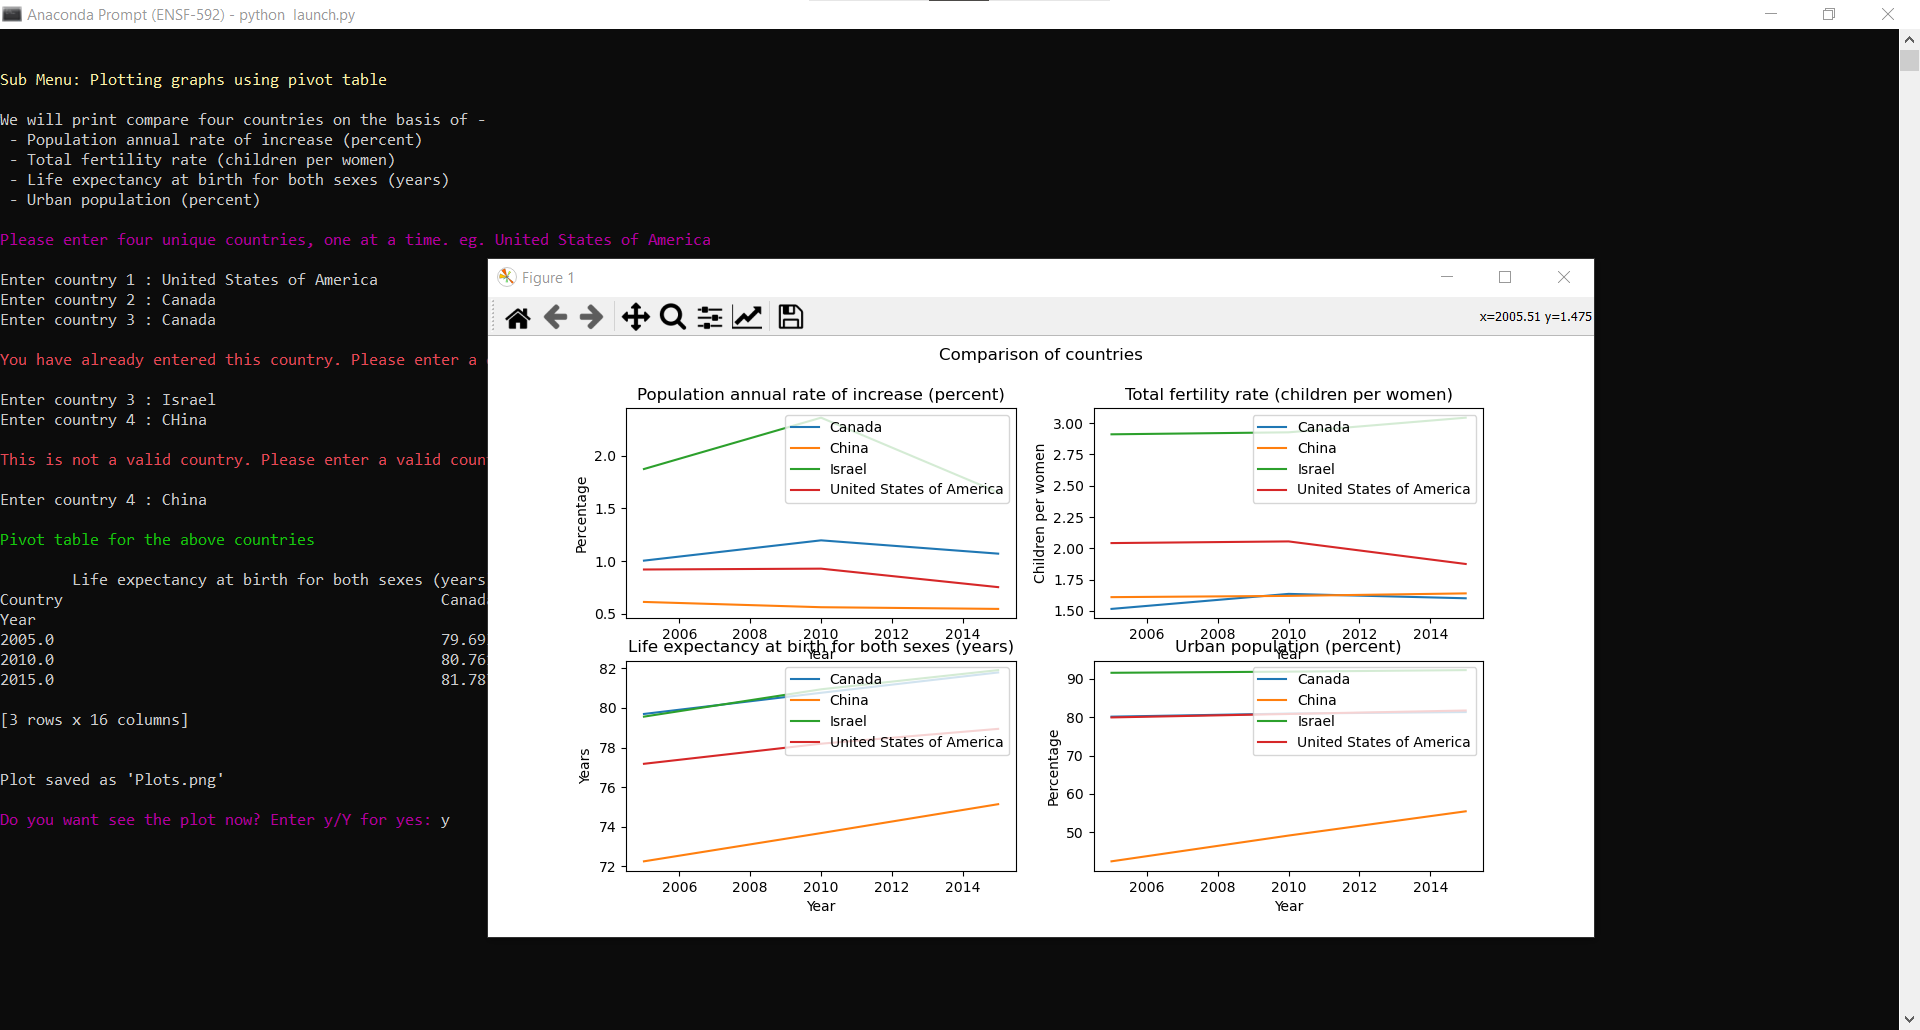 Anaconda Prompt (ENSF-592) - python  launch.py
Sub Menu: Plotting graphs using pivot table
We will print compare four countries on the basis of -
- Population annual rate of increase (percent)
- Total fertility rate (children per women)
- Life expectancy at birth for both sexes (years)
- Urban population (percent)
Please enter four unique countries, one at a time. eg. United States of America
Enter country 1 : United States of America
Enter country 2 : Canada
Enter country 3 : Canada
You have already entered this country. Please enter a
Enter country 3 : Israel
Enter country 4 : CHina
This is not a valid country. Please enter a valid coun
Enter country 4 : China
Pivot table for the above countries
Life expectancy at birth for both sexes (years
Country Canad
Year
2005.0 79.69
2010.0 80.76
2015.0 81.78
[3 rows x 16 columns]
Plot saved as 'Plots.png'
Do you want see the plot now? Enter y/Y for yes: y
Figure 1
x=2005.51 y=1.475
Comparison of countries
Population annual rate of increase (percent)
Percentage
2.0
1.5
1.0
0.5
Canada
China
Israel
United States of America
2006 2008 2010 2012 2014
Year
Total fertility rate (children per women)
Children per women
3.00
2.75
2.50
2.25
2.00
1.75
1.50
Canada
China
Israel
United States of America
2006 2008 2010 2012 2014
Year
Life expectancy at birth for both sexes (years)
Years
82
80
78
76
74
72
Canada
China
Israel
United States of America
2006 2008 2010 2012 2014
Year
Urban population (percent)
Percentage
90
80
70
60
50
Canada
China
Israel
United States of America
2006 2008 2010 2012 2014
Year